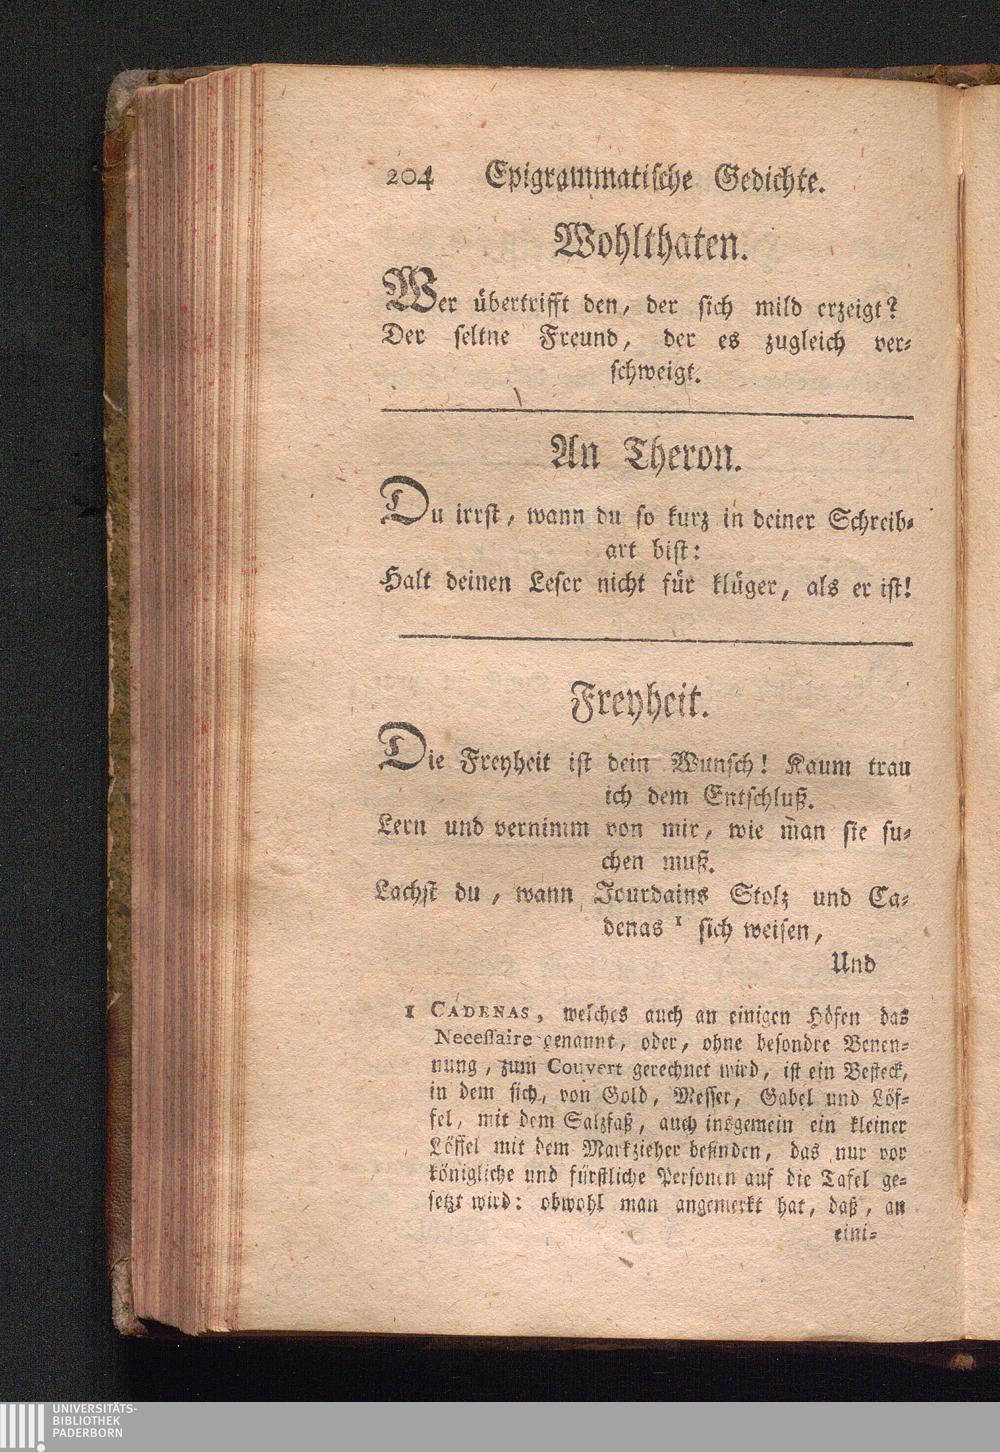 204 Epigrammatische Gedichte.
Wohlthaten.
Wer übertrifft den, der sich mild erzeigt?
Der seltne Freund, der es zugleich ver-
schweigt.
An Theron.
Du irrst, wann du so kurz in deiner Schreib-
art bist:
Halt deinen Leser nicht für klüger, als er ist!
Freyheit.
Die Freyheit ist dein Wunsch! Kaum trau
ich dem Entschluß.
Lern und vernimm von mir, wie man sie su-
chen muß.
Lachst du, wann Jourdains Stolz und Ca-
denas 1 sich weisen,
Und
1 CADENAS, welches auch an einigen Höfen das
Necessaire genannt, oder, ohne besondre Benen-
nung, zum Couvert gerechnet wird, ist ein Besteck,
in dem sich, von Gold, Messer, Gabel und Löf-
fel, mit dem Salzfaß, auch insgemein ein kleiner
Löffel mit dem Markzieher befinden, das nur vor
königliche und fürstliche Personen auf die Tafel ge-
setzt wird: obwohl man angemerkt hat, daß, an
eini-
UNIVERSITÄTS-
BIBLIOTHEK
PADERBORN